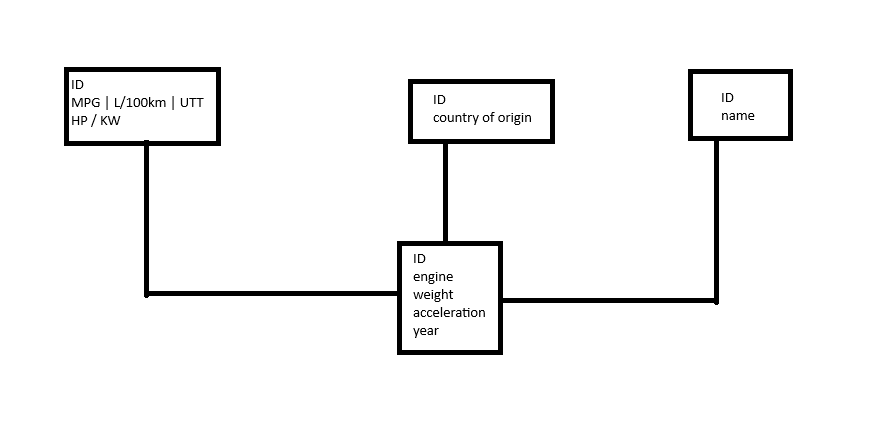 ID
MPG | L/100km | UTT
HP / KW
ID
country of origin
ID
name
ID
engine
weight
acceleration
year